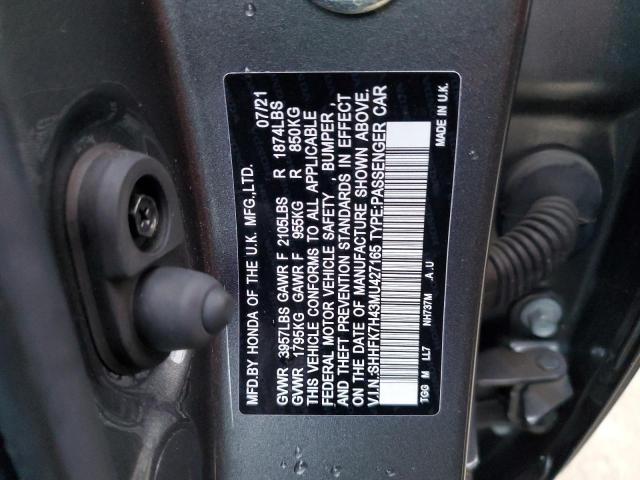 MFD.BY HONDA OF THE U.K. MFG.,LTD. 07/21
GVWR 3957LBS GAWR F 2105LBS R 1874LBS
GVWR 1795KG GAWR F 955KG R 850KG
THIS VEHICLE CONFORMS TO ALL APPLICABLE
FEDERAL MOTOR VEHICLE SAFETY , BUMPER ,
AND THEFT PREVENTION STANDARDS IN EFFECT
ON THE DATE OF MANUFACTURE SHOWN ABOVE.
V.I.N.:SHHFK7H43MU427165 TYPE:PASSENGER CAR
TGG M LL7 NH737M .A .U MADE IN U.K.